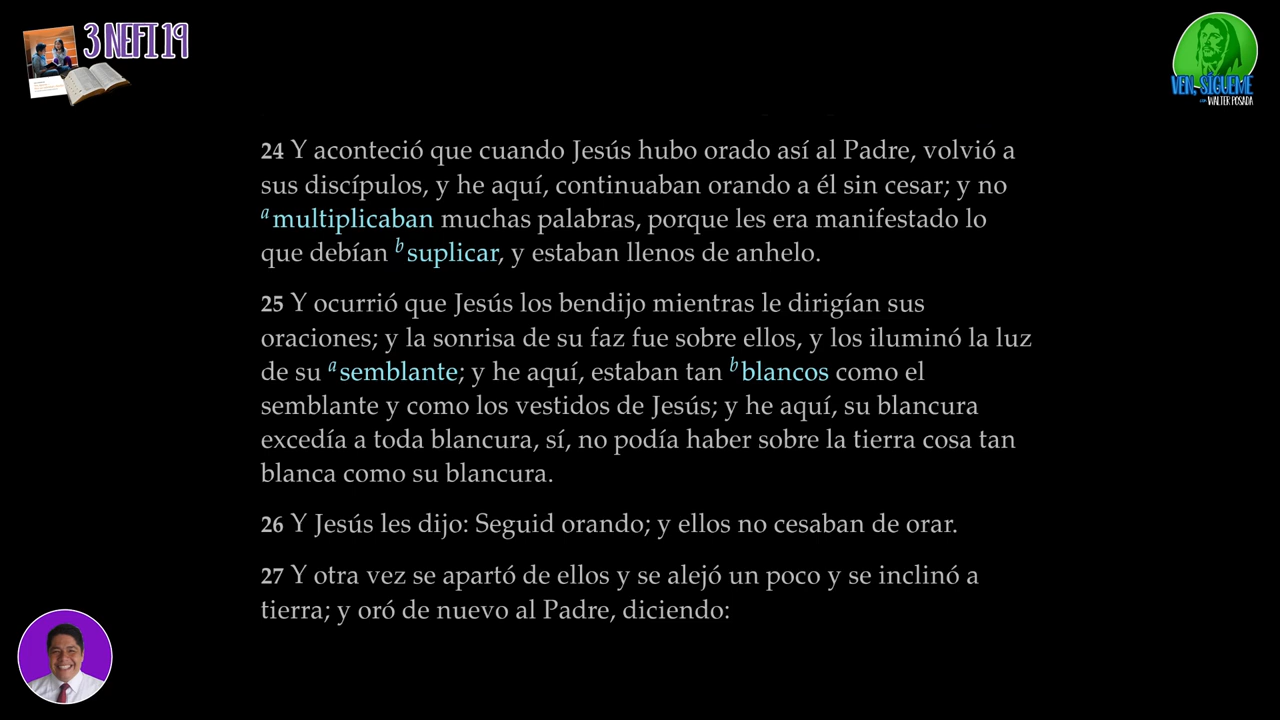 3 NEFI 19
VEN, SÍGUEME
con WALTER POSADA
24 Y aconteció que cuando Jesús hubo orado así al Padre, volvió a
sus discípulos, y he aquí, continuaban orando a él sin cesar; y no
a multiplicaban muchas palabras, porque les era manifestado lo
que debían b suplicar, y estaban llenos de anhelo.
25 Y ocurrió que Jesús los bendijo mientras le dirigían sus
oraciones; y la sonrisa de su faz fue sobre ellos, y los iluminó la luz
de su a semblante; y he aquí, estaban tan b blancos como el
semblante y como los vestidos de Jesús; y he aquí, su blancura
excedía a toda blancura, sí, no podía haber sobre la tierra cosa tan
blanca como su blancura.
26 Y Jesús les dijo: Seguid orando; y ellos no cesaban de orar.
27 Y otra vez se apartó de ellos y se alejó un poco y se inclinó a
tierra; y oró de nuevo al Padre, diciendo: